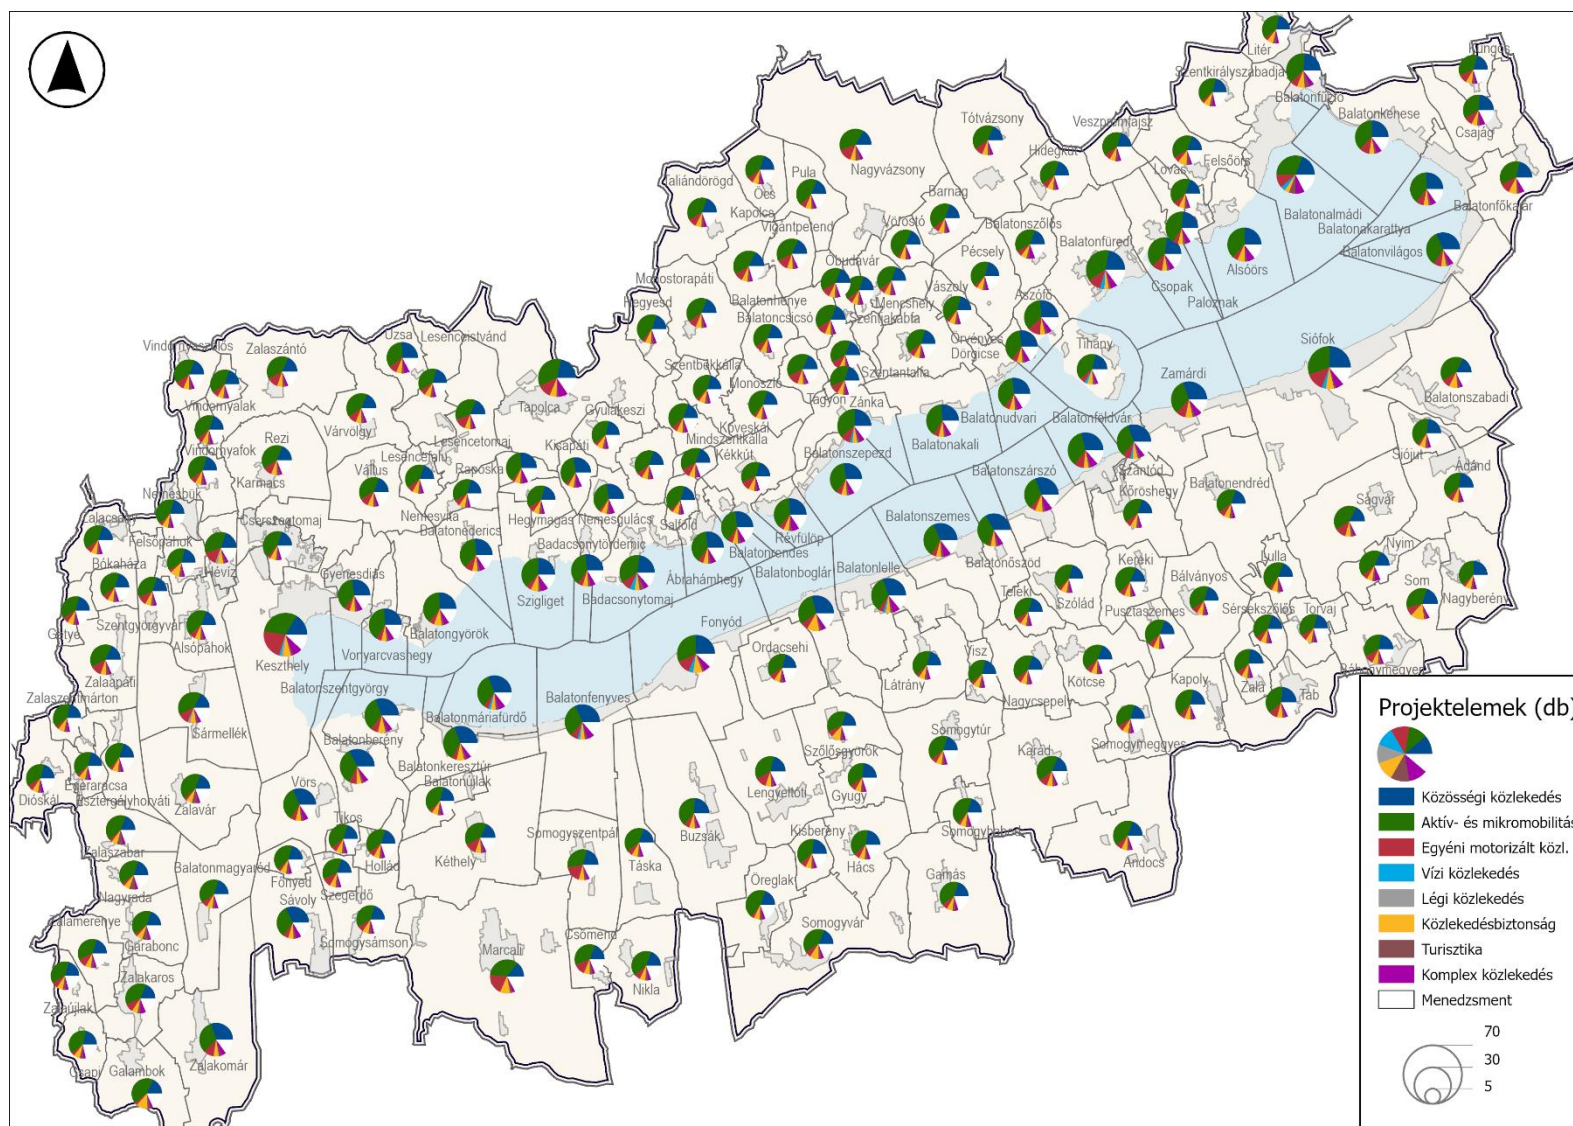 Litér
Küngös
Szentkirályszabadja
Balatonfűzfő
Balatonkenese
Csajág
Tótvázsony
Veszprémfajsz
Hidegkút
Felsőörs
Lovas
Nagyvázsony
Taliándörögd
Öcs
Pula
Kapolcs
Barnag
Vigántpetend
Vöröstó
Balatonszőlős
Balatonfüred
Balatonalmádi
Balatonfőkajár
Balatonakarattya
Balatonvilágos
Alsóörs
Pécsely
Óbudavár
Monostorapáti
Hegyesd
Balatonhenye
Balatoncsicsó
Mencshely
Vászoly
Szentjakabfa
Aszófő
Csopak
Paloznak
Örvényes
Dörgicse
Tihany
Siófok
Vindornyaszőlős
Zalaszántó
Uzsa
Lesenceistvánd
Szentbékkálla
Monoszló
Szentantalfa
Tagyon
Zánka
Zamárdi
Balatonszabadi
Vindornyalak
Tapolca
Gyulakeszi
Köveskál
Balatonudvari
Balatonföldvár
Várvölgy
Lesencetomaj
Kisapáti
Mindszentkálla
Kékkút
Balatonszepezd
Balatonakali
Vindornyafok
Rezi
Karmacs
Vállus
Lesencefalu
Raposka
Balatonszárszó
Szántód
Siójut
Ádánd
Nemesbük
Nemesvita
Hegymagas
Nemesgulács
Salföld
Kőröshegy
Balatonendréd
Ságvár
Zalacsány
Cserszegtomaj
Balatonederics
Badacsonytördemic
Révfülöp
Balatonrendes
Balatonszemes
Felsőpáhok
Bókaháza
Hévíz
Gyenesdiás
Szigliget
Badacsonytomaj
Ábrahámhegy
Balatonboglár
Balatonlelle
Balatonőszöd
Kereki
Lulla
Nyim
Som
Nagyberény
Bálványos
Teleki
Szólád
Pusztaszemes
Sérsekszőlős
Torvaj
Gétye
Szentgyörgyvár
Alsópáhok
Balatongyörök
Keszthely
Vonyarcvashegy
Fonyód
Ordacsehi
Látrány
Visz
Nagycsepely
Kötcse
Kapoly
Zala
Tab
Bábonymegyer
Zalaapáti
Zalaszentmárton
Balatonszentgyörgy
Balatonmáriafürdő
Balatonfenyves
Sármellék
Balatonberény
Balatonkeresztúr
Balatonújlak
Szőlősgyörök
Somogytúr
Karád
Somogymeggyes
Dióskál
Egeraracsa
Esztergályhorváti
Zalavár
Vörs
Lengyeltóti
Gyugy
Tikos
Somogyszentpál
Buzsák
Kisberény
Somogybabod
Zalaszabar
Balatonmagyaród
Fonyed
Hollád
Kéthely
Táska
Hács
Andocs
Nagyrada
Szegerdő
Sávoly
Öreglak
Gamás
Zalamerenye
Garabonc
Somogysámson
Marcali
Csömend
Somogyvár
Nikla
Zalakaros
Zalaújlak
Csapi
Galambok
Zalakomár
Projektelemek (db)
Közösségi közlekedés
Aktív- és mikromobilitás
Egyéni motorizált közl.
Vízi közlekedés
Légi közlekedés
Közlekedésbiztonság
Turisztika
Komplex közlekedés
Menedzsment
70
30
5